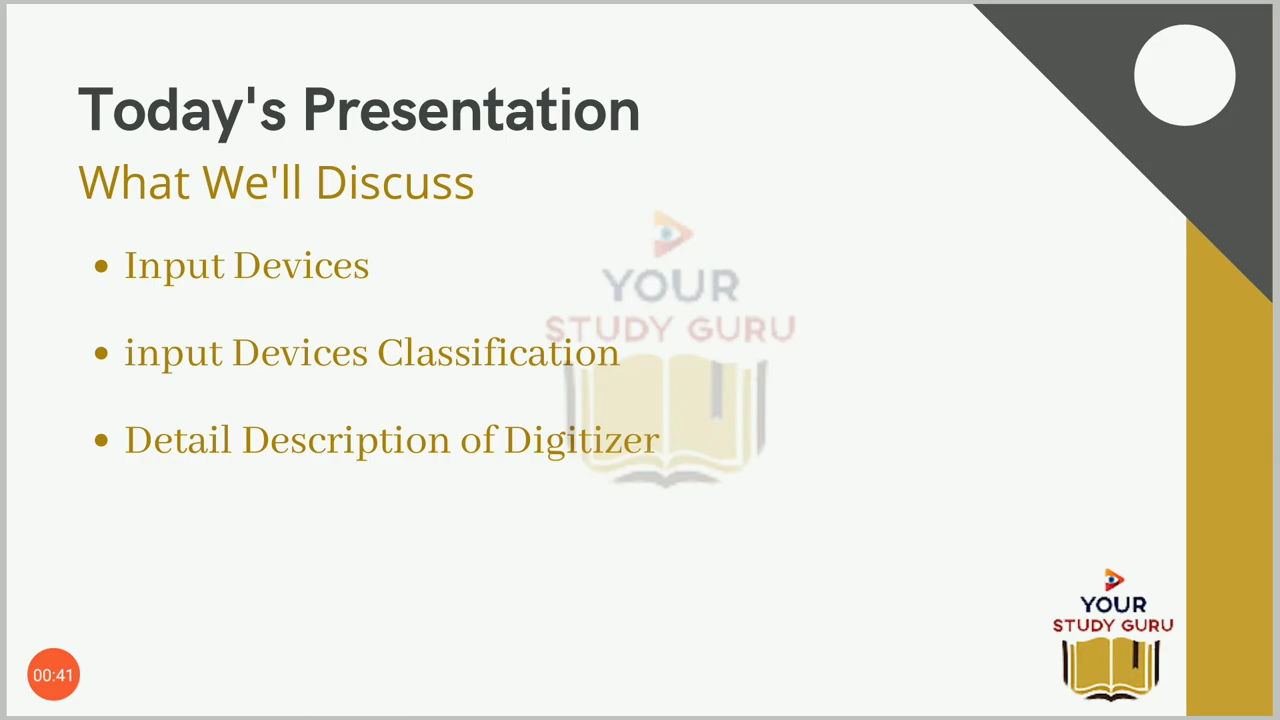 Today's Presentation
What We'll Discuss
• Input Devices
• input Devices Classification
• Detail Description of Digitizer
YOUR
STUDY GURU
YOUR
STUDY GURU
00:41